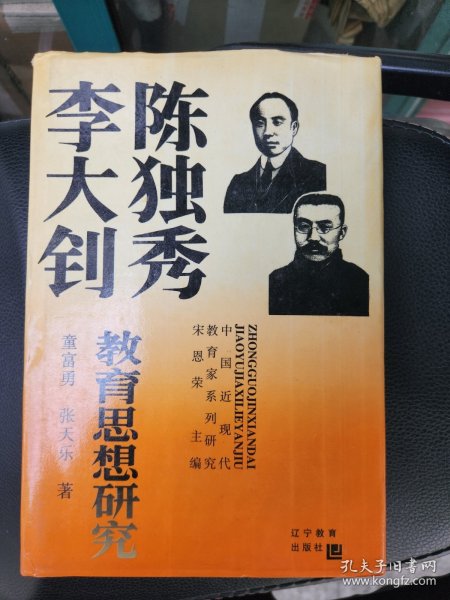 陈独秀
李大钊
教育思想研究
童富勇 张天乐 著
ZHONGGUOJINXIANDAI
JIAOYUJIAXILIEYANJIU
中国近现代
教育家系列研究
宋恩荣 主编
辽宁教育
出版社
孔夫子旧书网
www.kongfz.com